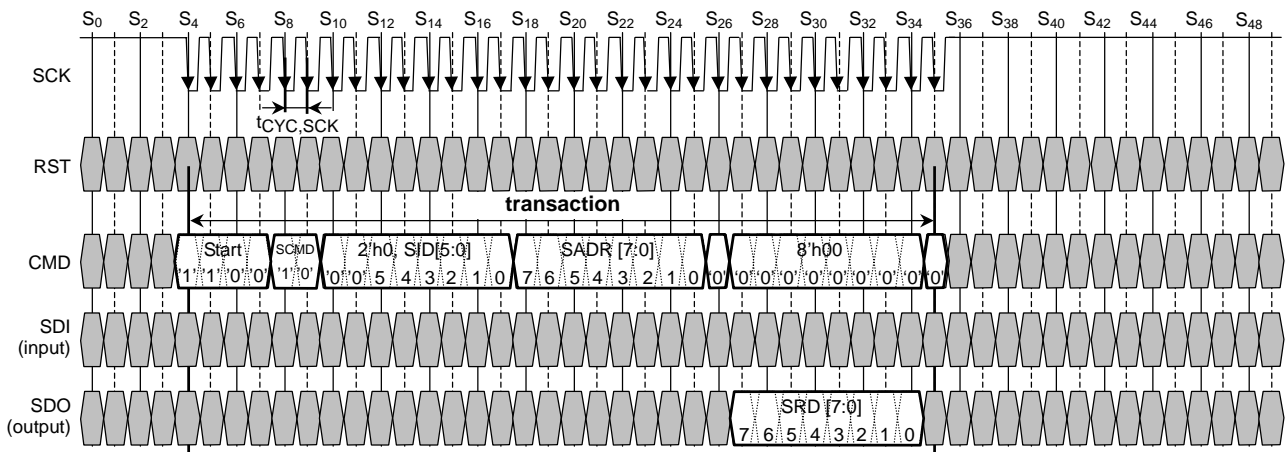 S0 S2 S4 S6 S8 S10 S12 S14 S16 S18 S20 S22 S24 S26 S28 S30 S32 S34 S36 S38 S40 S42 S44 S46 S48
SCK
tCYC,SCK
RST
transaction
Start SCMD 2'h0, SID[5:0] SADR [7:0] 8'h00
CMD
'1' '1' '0' '0' '1' '0' '0' '0' 5 4 3 2 1 0 7 6 5 4 3 2 1 0 '0' '0' '0' '0' '0' '0' '0' '0' '0' '0'
SDI
(input)
SDO
(output)
SRD [7:0]
7 6 5 4 3 2 1 0